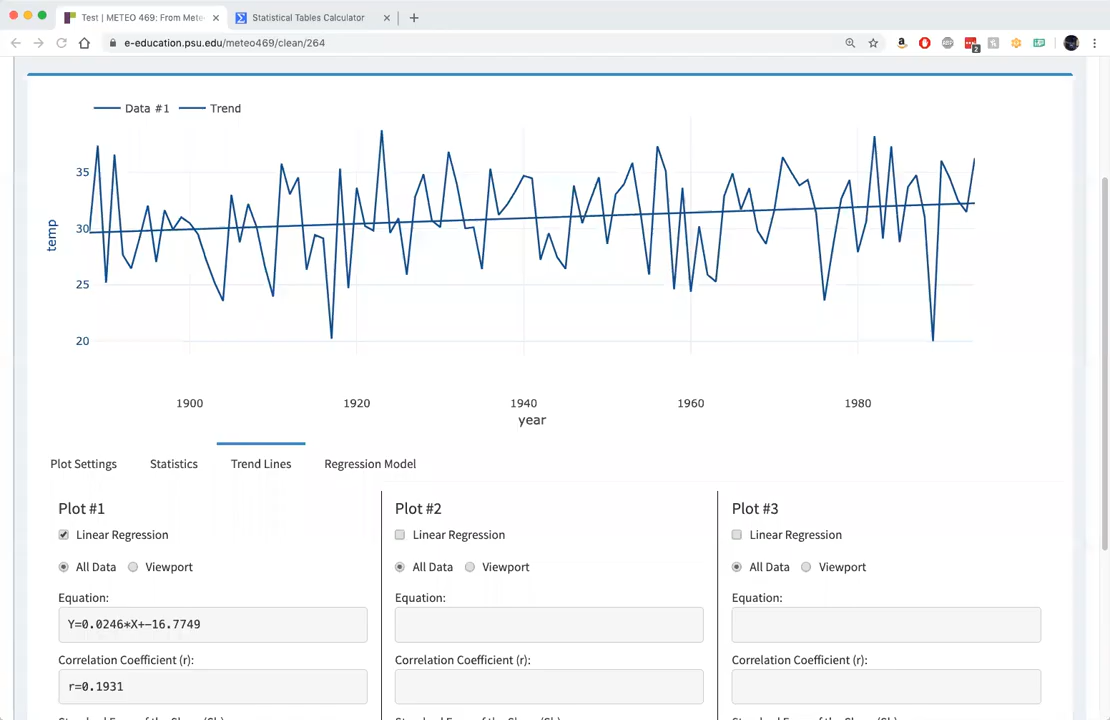 Test | METEO 469: From Mete
Statistical Tables Calculator
e-education.psu.edu/meteo469/clean/264
ABP
2
Data #1 Trend
35
30
25
20
temp
1900 1920 1940 1960 1980
year
Plot Settings Statistics Trend Lines Regression Model
Plot #1 Plot #2 Plot #3
Linear Regression Linear Regression Linear Regression
All Data Viewport All Data Viewport All Data Viewport
Equation: Equation: Equation:
Y=0.0246*X+−16.7749
Correlation Coefficient (r): Correlation Coefficient (r): Correlation Coefficient (r):
r=0.1931